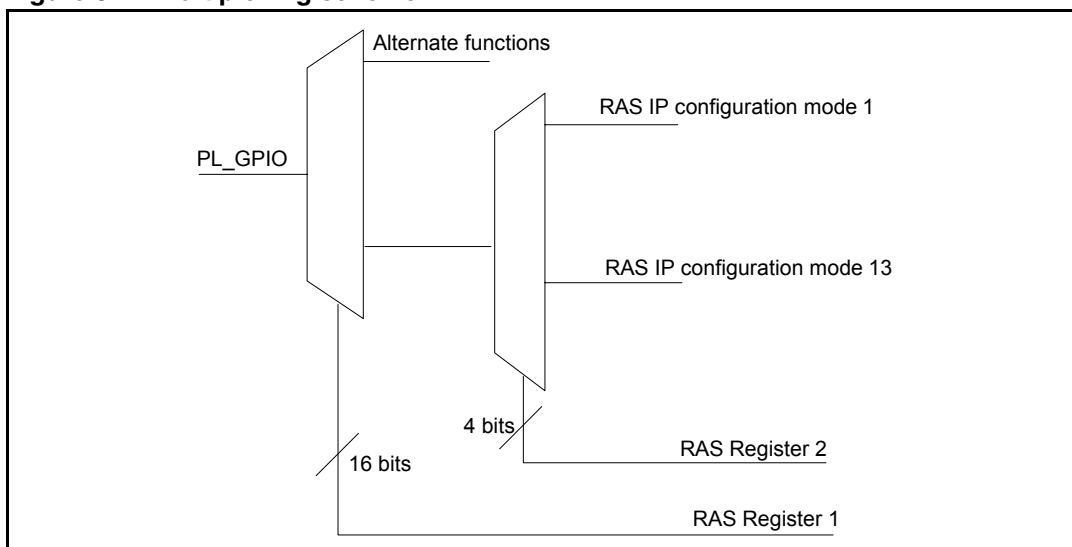 Alternate functions
RAS IP configuration mode 1
PL_GPIO
RAS IP configuration mode 13
4 bits
RAS Register 2
16 bits
RAS Register 1